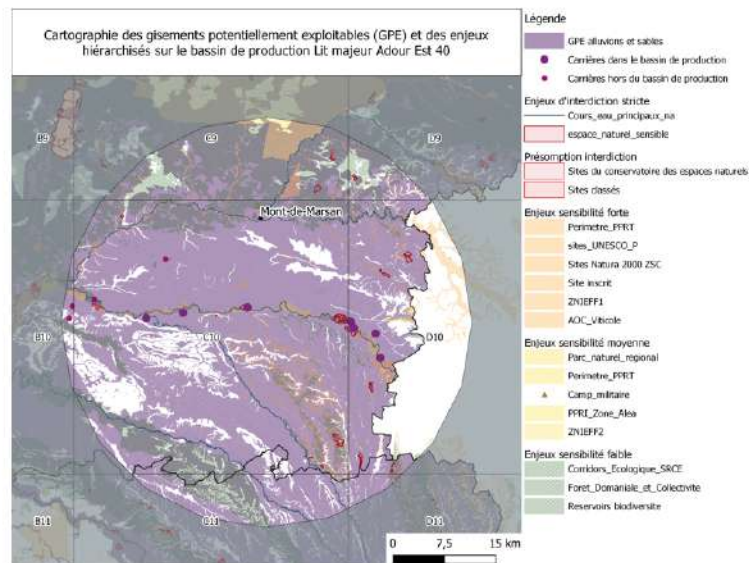 Cartographie des gisements potentiellement exploitables (GPE) et des enjeux
hiérarchisés sur le bassin de production Lit majeur Adour Est 40
B9
C9
D9
Mont-de-Marsan
B10
C10
D10
B11
C11
D11
0 7,5 15 km
Légende
GPE alluvions et sables
Carrières dans le bassin de production
Carrières hors du bassin de production
Enjeux d'interdiction stricte
Cours_eau_principaux_na
espace_naturel_sensible
Présomption interdiction
Sites du conservatoire des espaces naturels
Sites classés
Enjeux sensibilité forte
Perimetre_PPRT
sites_UNESCO_P
Sites Natura 2000 ZSC
Site inscrit
ZNIEFF1
AOC_Viticole
Enjeux sensibilité moyenne
Parc_naturel_regional
Perimetre_PPRT
Camp_militaire
PPRI_Zone_Alea
ZNIEFF2
Enjeux sensibilité faible
Corridors_Ecologique_SRCE
Foret_Domaniale_et_Collectivite
Reservoirs biodiversite